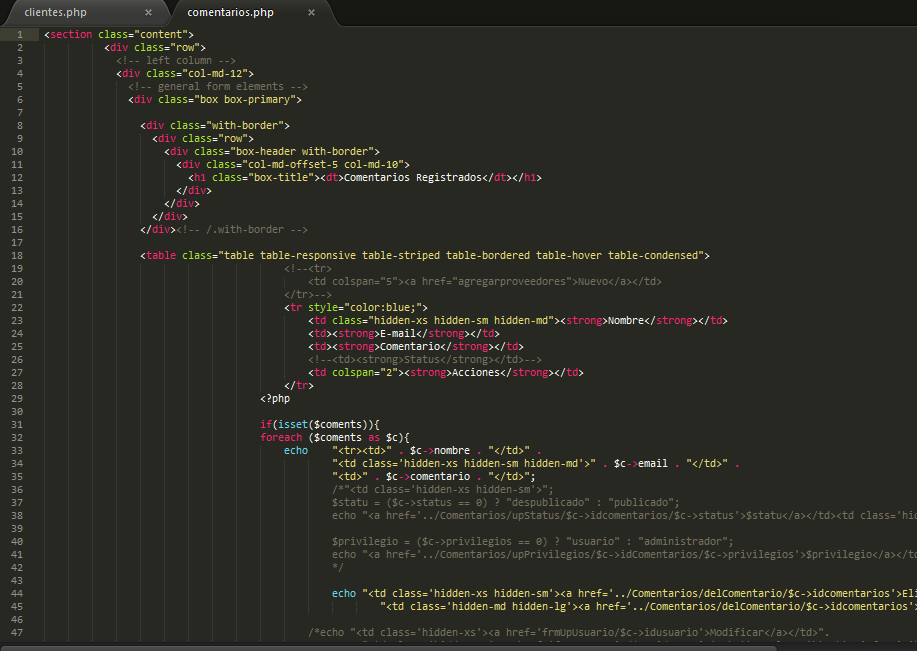 clientes.php × comentarios.php ×
1 <section class="content">
2 <div class="row">
3 <!-- left column -->
4 <div class="col-md-12">
5 <!-- general form elements -->
6 <div class="box box-primary">
7
8 <div class="with-border">
9 <div class="row">
10 <div class="box-header with-border">
11 <div class="col-md-offset-5 col-md-10">
12 <h1 class="box-title"><dt>Comentarios Registrados</dt></h1>
13 </div>
14 </div>
15 </div>
16 </div><!-- /.with-border -->
17
18 <table class="table table-responsive table-striped table-bordered table-hover table-condensed">
19 <!--<tr>
20 <td colspan="5"><a href="agregarproveedores">Nuevo</a></td>
21 </tr>-->
22 <tr style="color:blue;">
23 <td class="hidden-xs hidden-sm hidden-md"><strong>Nombre</strong></td>
24 <td><strong>E-mail</strong></td>
25 <td><strong>Comentario</strong></td>
26 <!--<td><strong>Status</strong></td>-->
27 <td colspan="2"><strong>Acciones</strong></td>
28 </tr>
29 <?php
30
31 if(isset($coments)){
32 foreach ($coments as $c){
33 echo "<tr><td>" . $c->nombre . "</td>" .
34 "<td class='hidden-xs hidden-sm hidden-md'>" . $c->email . "</td>" .
35 "<td>" . $c->comentario . "</td>";
36 /*"<td class='hidden-xs hidden-sm'>";
37 $statu = ($c->status == 0) ? "despublicado" : "publicado";
38 echo "<a href='../Comentarios/upStatus/$c->idcomentarios/$c->status'>$statu</a></td><td class='hid
39
40 $privilegio = ($c->privilegios == 0) ? "usuario" : "administrador";
41 echo "<a href='../Comentarios/upPrivilegios/$c->idComentarios/$c->privilegios'>$privilegio</a></td
42 */
43
44 echo "<td class='hidden-xs hidden-sm'><a href='../Comentarios/delComentario/$c->idcomentarios'>Eli
45 "<td class='hidden-md hidden-lg'><a href='../Comentarios/delComentario/$c->idcomentarios'>
46
47 /*echo "<td class='hidden-xs'><a href='frmUpUsuario/$c->idusuario'>Modificar</a></td>".